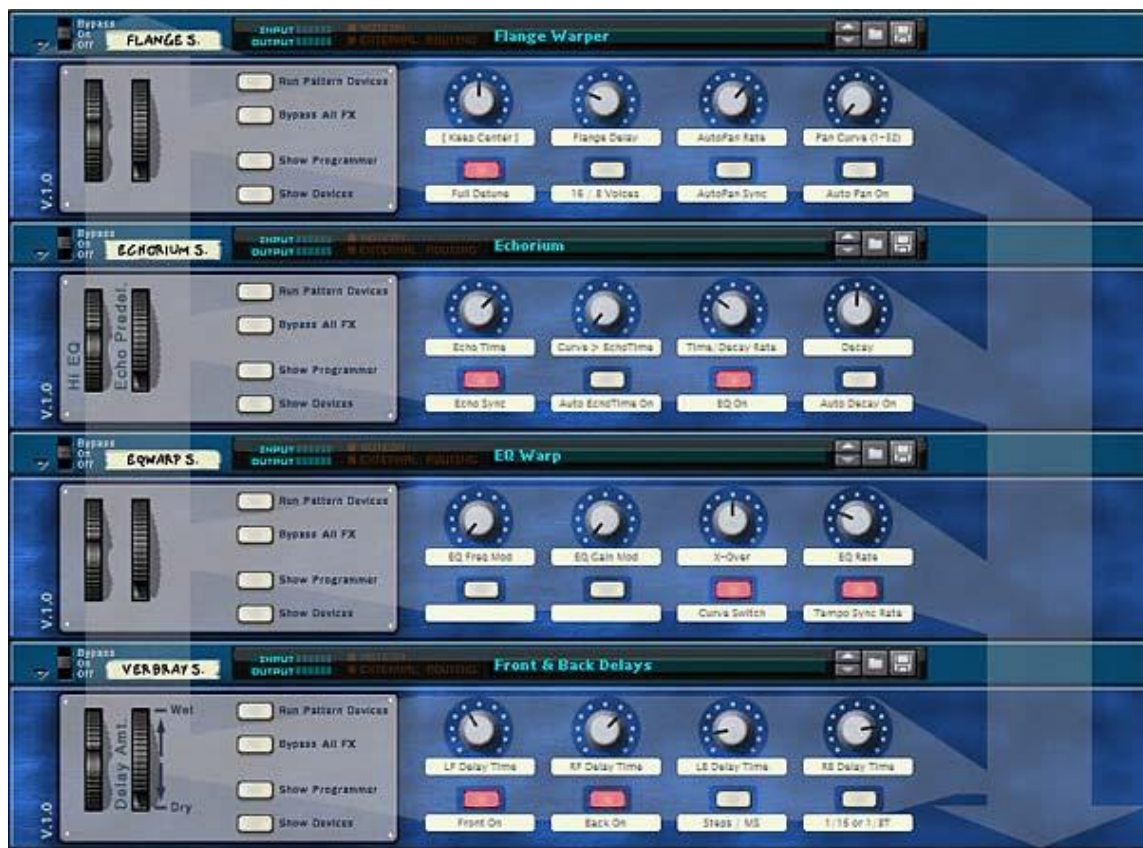 Bypass
On
Off
FLANGE S.
INPUT
OUTPUT
EXTERNAL ROUTING
Flange Warper
Run Pattern Devices
Bypass All FX
Show Programmer
Show Devices
V.1.0
[ Keep Center ]
Flange Delay
AutoPan Rate
Pan Curve (1-32)
Full Detune
16 / 8 Voices
AutoPan Sync
Auto Pan On
Bypass
On
Off
ECHORIUM S.
INPUT
OUTPUT
EXTERNAL ROUTING
Echorium
Hi EQ
Echo Predel.
Run Pattern Devices
Bypass All FX
Show Programmer
Show Devices
V.1.0
Echo Time
Curve > EchoTime
Time/Decay Rate
Decay
Echo Sync
Auto EchoTime On
EQ On
Auto Decay On
Bypass
On
Off
EQWARP S.
INPUT
OUTPUT
EXTERNAL ROUTING
EQ Warp
Run Pattern Devices
Bypass All FX
Show Programmer
Show Devices
V.1.0
EQ Freq Mod
EQ Gain Mod
X-Over
EQ Rate
Curve Switch
Tempo Sync Rate
Bypass
On
Off
VERBRAY S.
INPUT
OUTPUT
EXTERNAL ROUTING
Front & Back Delays
Delay Amt.
Wet
Dry
Run Pattern Devices
Bypass All FX
Show Programmer
Show Devices
V.1.0
LF Delay Time
RF Delay Time
LB Delay Time
RB Delay Time
Front On
Back On
Steps / MS
1/16 or 1/8T